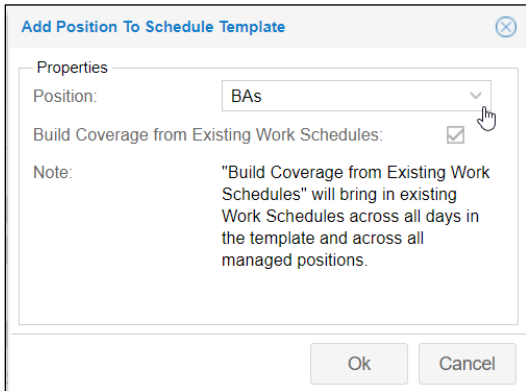 Add Position To Schedule Template
Properties
Position: BAs
Build Coverage from Existing Work Schedules:
Note: "Build Coverage from Existing Work
Schedules" will bring in existing
Work Schedules across all days in
the template and across all
managed positions.
Ok Cancel